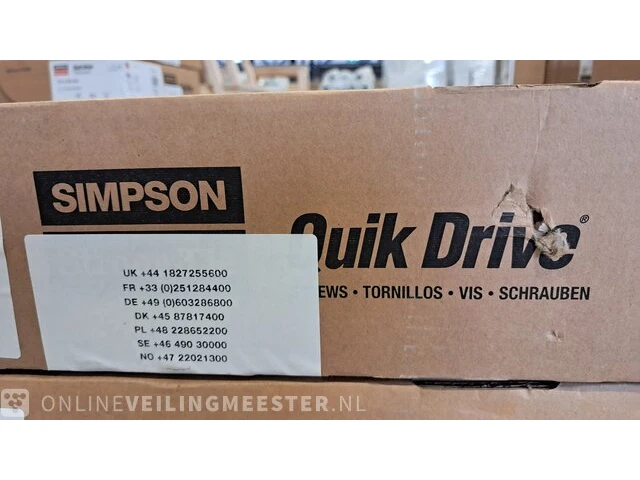 SIMPSON
Quik Drive®
EWS • TORNILLOS • VIS • SCHRAUBEN
UK +44 1827255600
FR +33 (0)251284400
DE +49 (0)603286800
DK +45 87817400
PL +48 228652200
SE +46 490 30000
NO +47 22021300
ONLINEVEILINGMEESTER.NL